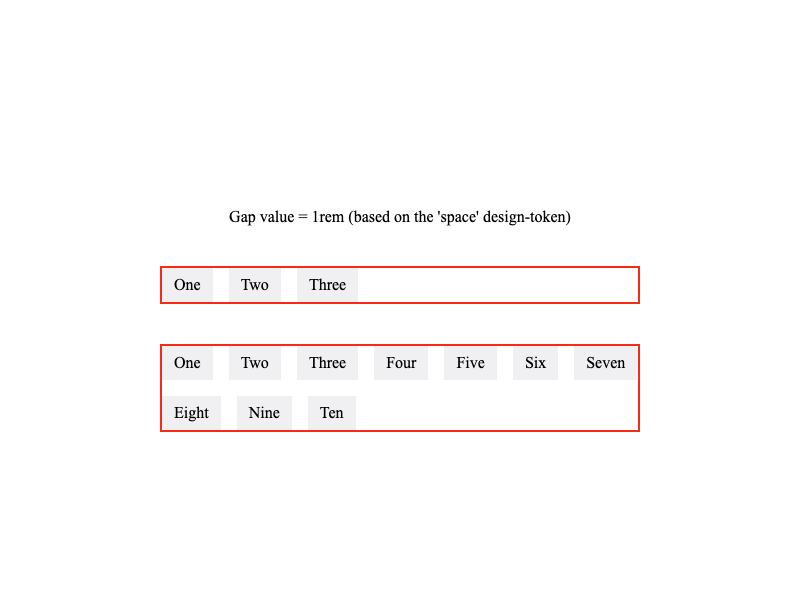 Gap value = 1rem (based on the 'space' design-token)
One Two Three
One Two Three Four Five Six Seven
Eight Nine Ten